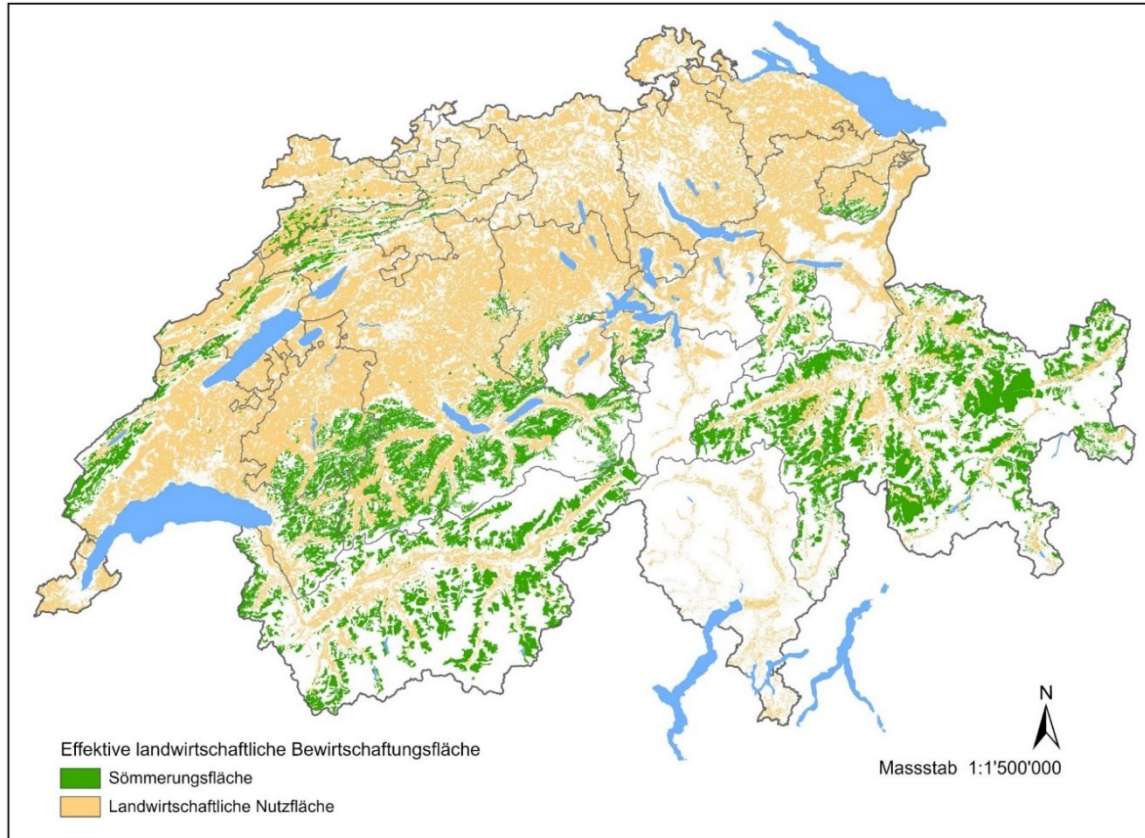 N
Massstab 1:1'500'000
Effektive landwirtschaftliche Bewirtschaftungsfläche
Sömmerungsfläche
Landwirtschaftliche Nutzfläche